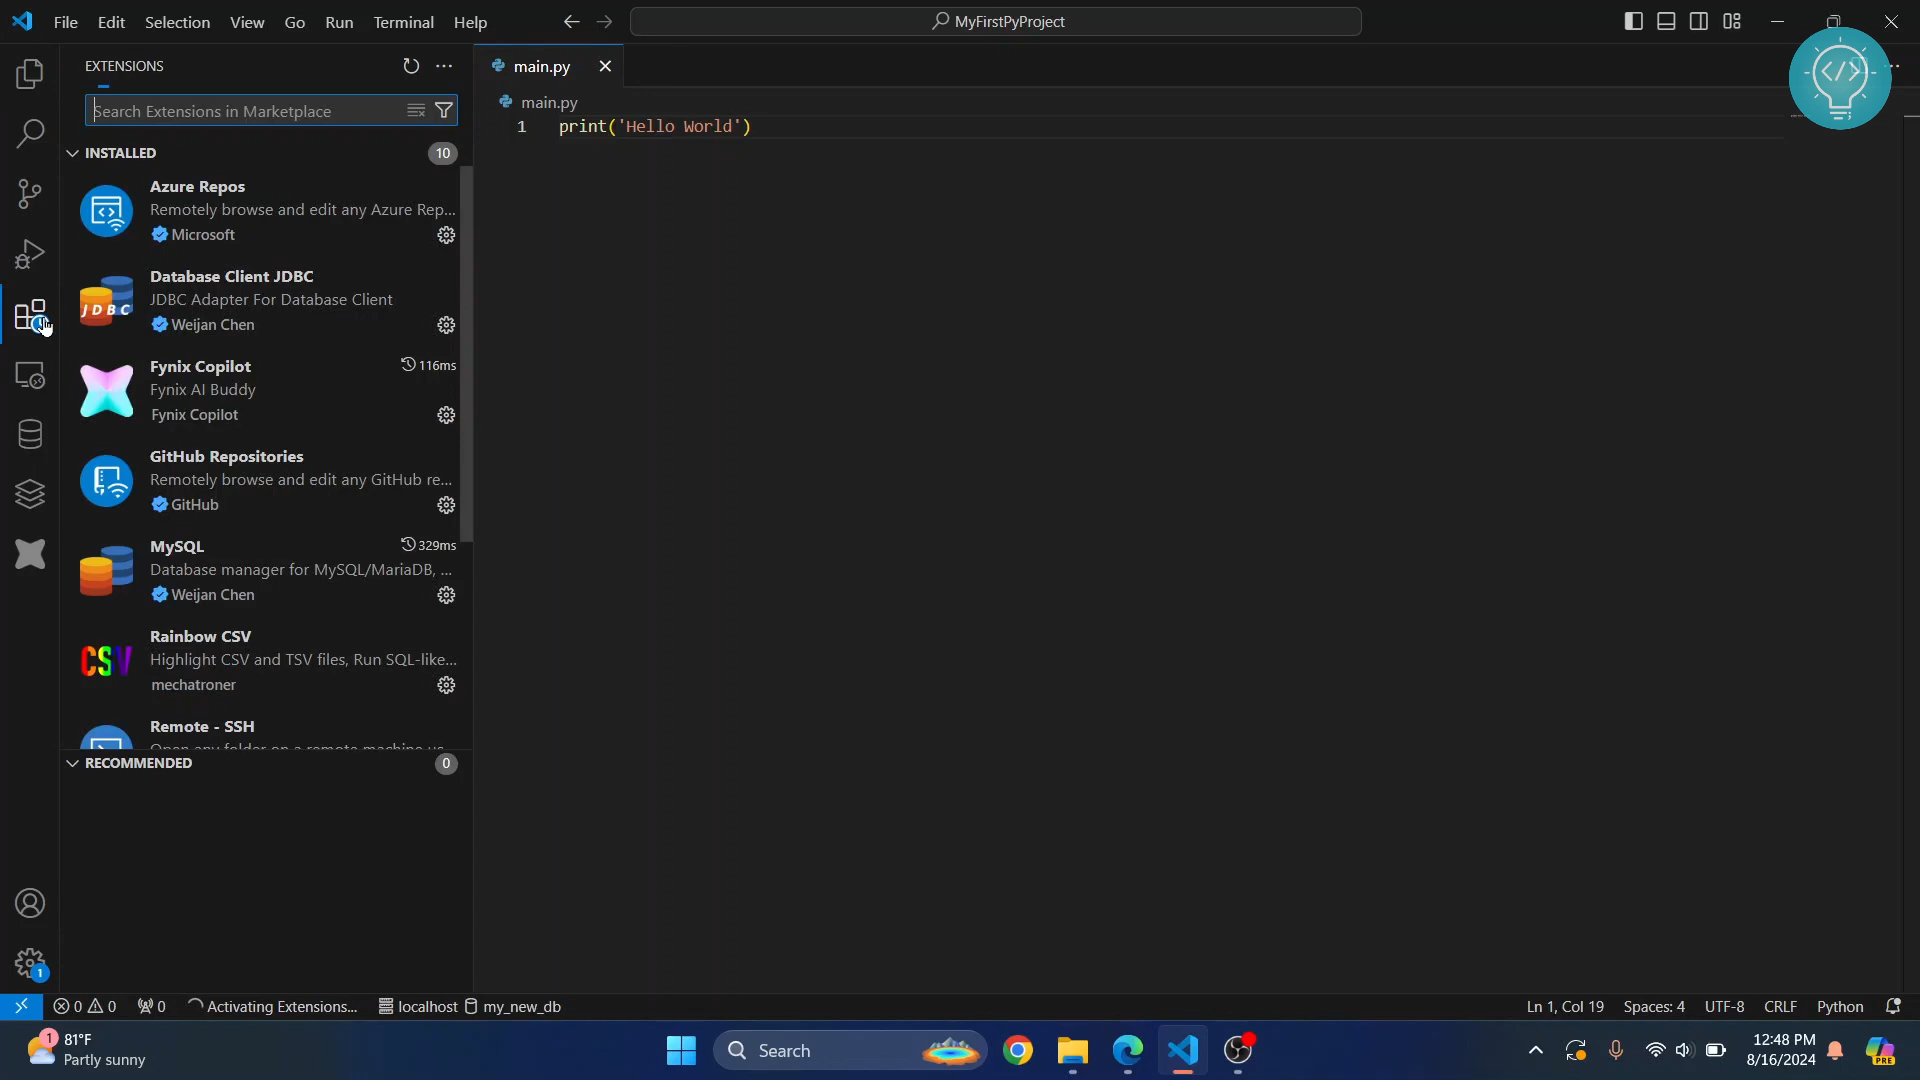 File Edit Selection View Go Run Terminal Help
MyFirstPyProject
EXTENSIONS
Search Extensions in Marketplace
INSTALLED 10
Azure Repos
Remotely browse and edit any Azure Rep...
Microsoft
Database Client JDBC
JDBC Adapter For Database Client
Weijan Chen
JDBC
Fynix Copilot 116ms
Fynix AI Buddy
Fynix Copilot
GitHub Repositories
Remotely browse and edit any GitHub re...
GitHub
MySQL 329ms
Database manager for MySQL/MariaDB, ...
Weijan Chen
Rainbow CSV
Highlight CSV and TSV files, Run SQL-like...
mechatroner
CSV
Remote - SSH
RECOMMENDED 0
main.py
main.py
1 print('Hello World')
1
0 0 0 Activating Extensions... localhost my_new_db
Ln 1, Col 19 Spaces: 4 UTF-8 CRLF Python
1 81°F
Partly sunny
Search
12:48 PM
8/16/2024
PRE